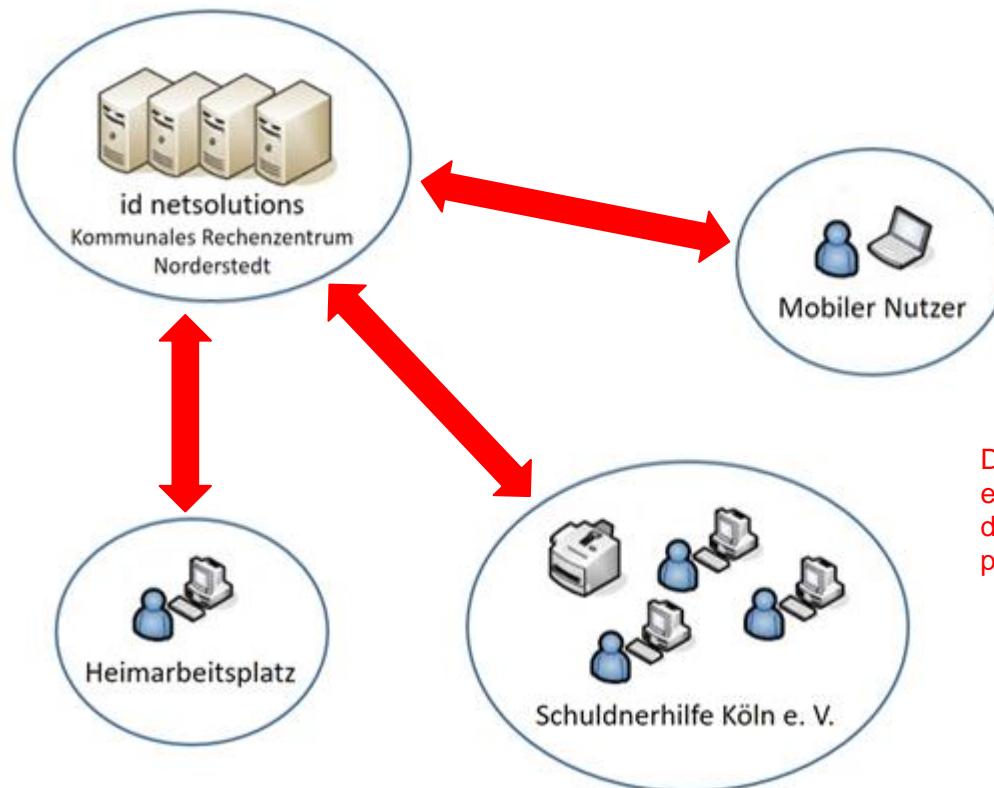 id netsolutions
Kommunales Rechenzentrum
Norderstedt
Mobiler Nutzer
Heimarbeitsplatz
Schuldnerhilfe Köln e. V.